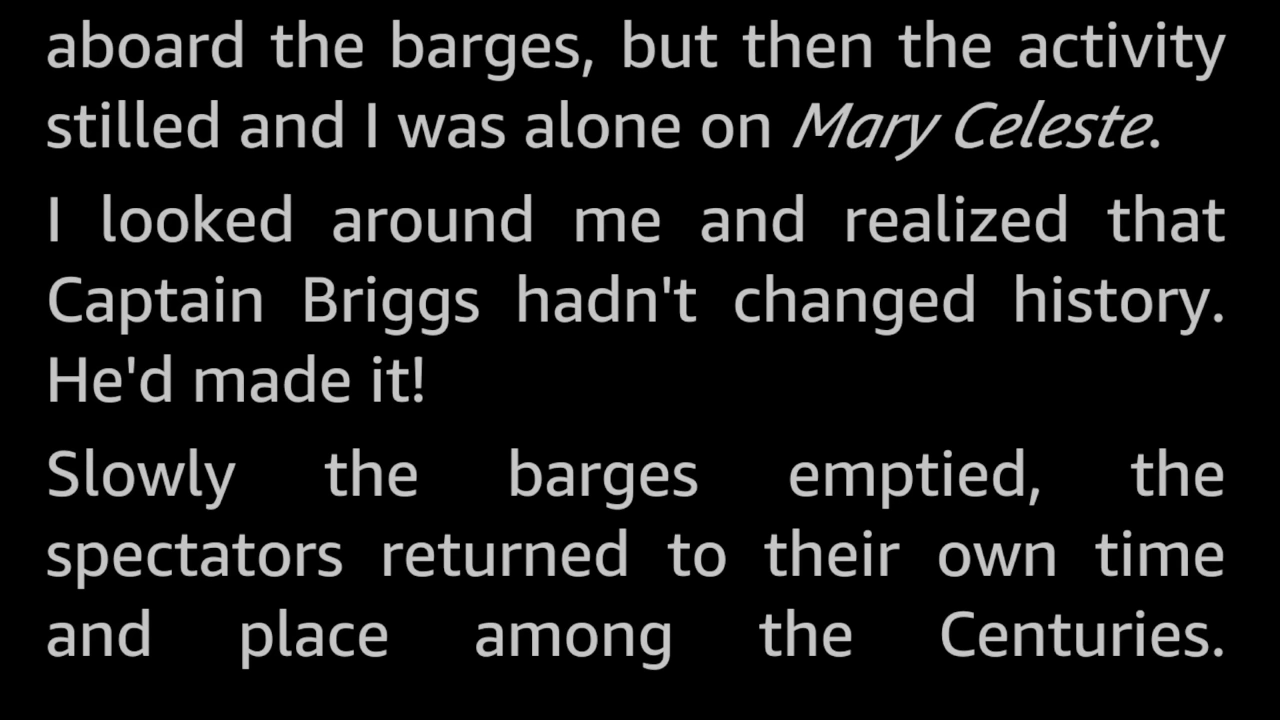 aboard the barges, but then the activity
stilled and I was alone on Mary Celeste.
I looked around me and realized that
Captain Briggs hadn't changed history.
He'd made it!
Slowly the barges emptied, the
spectators returned to their own time
and place among the Centuries.